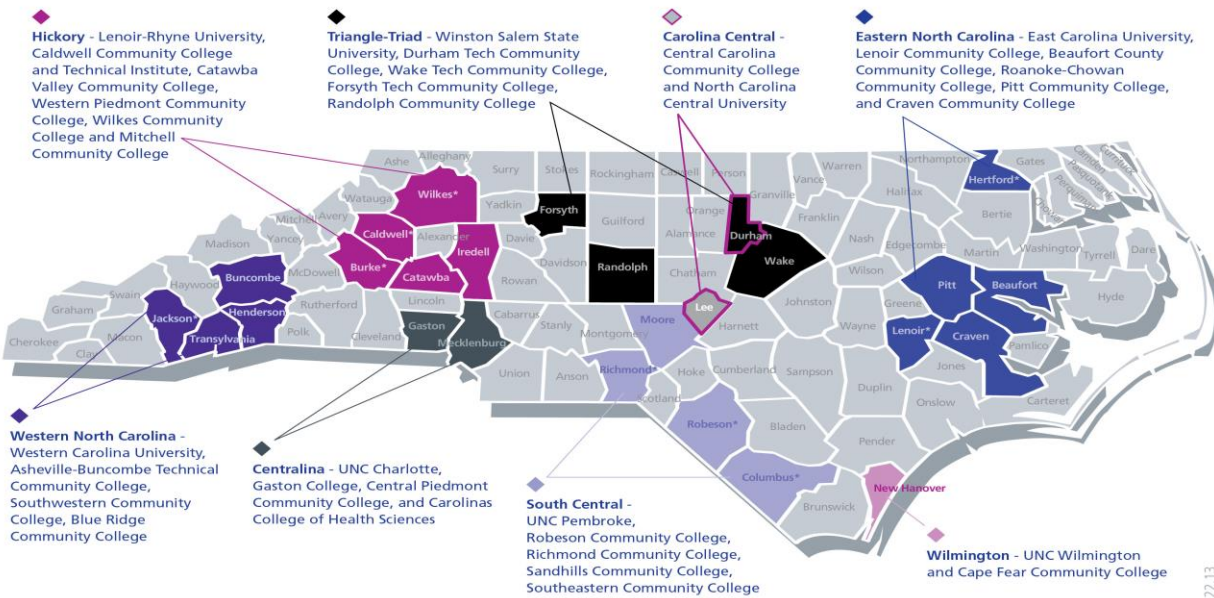 Hickory - Lenoir-Rhyne University,
Caldwell Community College
and Technical Institute, Catawba
Valley Community College,
Western Piedmont Community
College, Wilkes Community
College and Mitchell
Community College
Triangle-Triad - Winston Salem State
University, Durham Tech Community
College, Wake Tech Community College,
Forsyth Tech Community College,
Randolph Community College
Carolina Central -
Central Carolina
Community College
and North Carolina
Central University
Eastern North Carolina - East Carolina University,
Lenoir Community College, Beaufort County
Community College, Roanoke-Chowan
Community College, Pitt Community College,
and Craven Community College
Ashe
Alleghany
Surry
Stokes
Rockingham
Caswell
Person
Granville
Vance
Warren
Northampton
Hertford*
Gates
Camden
Currituck
Pasquotank
Perquimans
Chowan
Watauga
Wilkes*
Yadkin
Forsyth
Guilford
Orange
Alamance
Durham
Franklin
Halifax
Bertie
Mitchell
Avery
Caldwell*
Alexander
Iredell
Davie
Davidson
Randolph
Chatham
Wake
Nash
Edgecombe
Martin
Washington
Tyrrell
Dare
Madison
Yancey
Buncombe
McDowell
Burke*
Catawba
Rowan
Wilson
Pitt
Beaufort
Hyde
Swain
Haywood
Rutherford
Lincoln
Cabarrus
Stanly
Montgomery
Moore
Lee
Harnett
Johnston
Greene
Wayne
Lenoir*
Craven
Pamlico
Graham
Jackson*
Henderson
Transylvania
Polk
Cleveland
Gaston
Mecklenburg
Cherokee
Clay
Macon
Union
Anson
Richmond*
Hoke
Scotland
Cumberland
Sampson
Duplin
Jones
Onslow
Carteret
Robeson*
Bladen
Pender
Columbus*
New Hanover
Brunswick
Western North Carolina -
Western Carolina University,
Asheville-Buncombe Technical
Community College,
Southwestern Community
College, Blue Ridge
Community College
Centralina - UNC Charlotte,
Gaston College, Central Piedmont
Community College, and Carolinas
College of Health Sciences
South Central -
UNC Pembroke,
Robeson Community College,
Richmond Community College,
Sandhills Community College,
Southeastern Community College
Wilmington - UNC Wilmington
and Cape Fear Community College
22 13